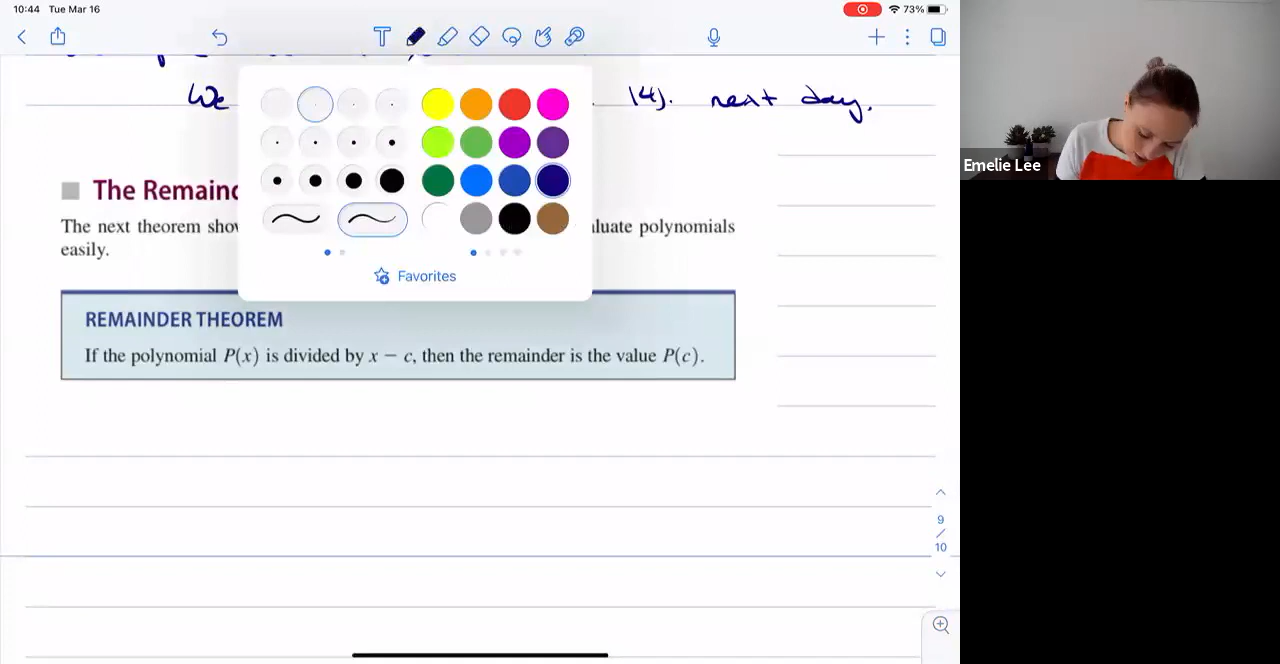 10:44 Tue Mar 16
73%
We
14). next day.
The Remain
The next theorem show
aluate polynomials
easily.
Favorites
REMAINDER THEOREM
If the polynomial P(x) is divided by x − c, then the remainder is the value P(c).
Emelie Lee
9
/
10